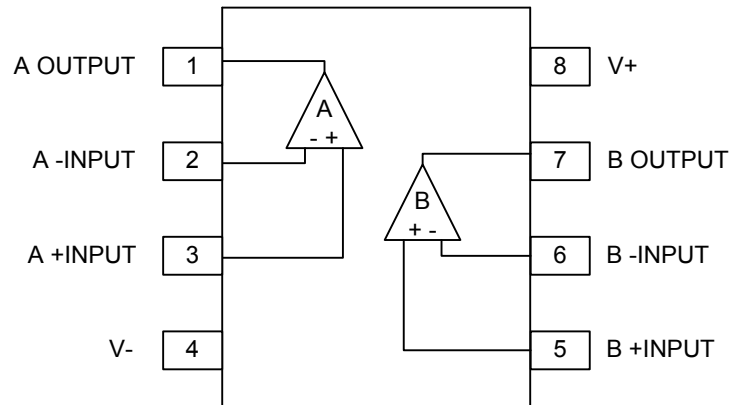 A OUTPUT 1
A -INPUT 2
A +INPUT 3
V- 4
A
- +
B
+ -
8 V+
7 B OUTPUT
6 B -INPUT
5 B +INPUT